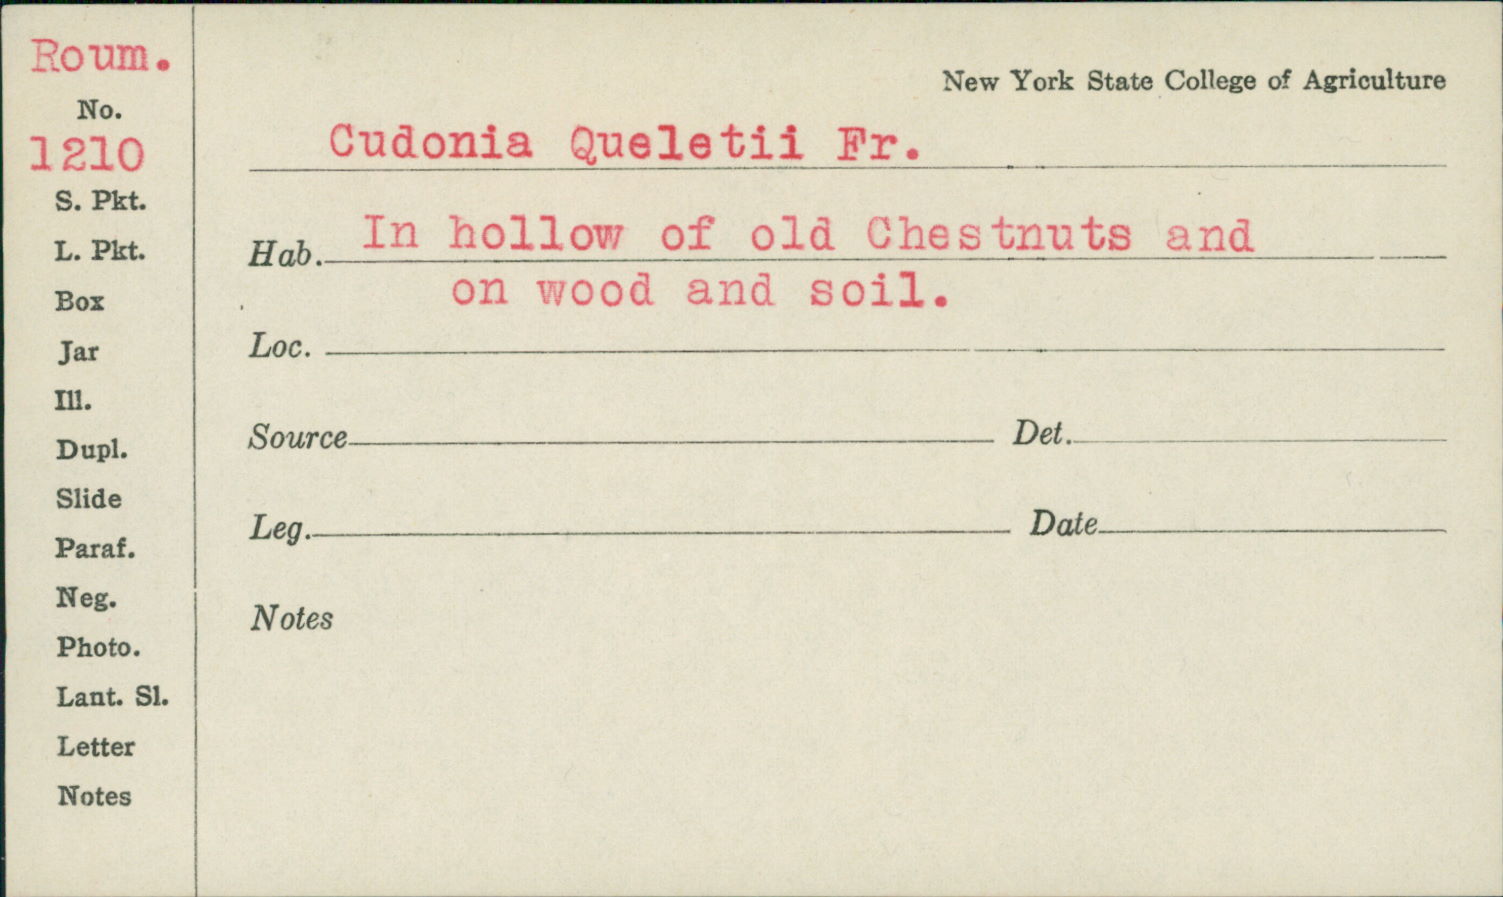 Roum.
No.
1210
S. Pkt.
L. Pkt.
Box
Jar
Ill.
Dupl.
Slide
Paraf.
Neg.
Photo.
Lant. Sl.
Letter
Notes
New York State College of Agriculture
Cudonia Queletii Fr.
Hab. In hollow of old Chestnuts and
on wood and soil.
Loc.
Source Det.
Leg. Date
Notes